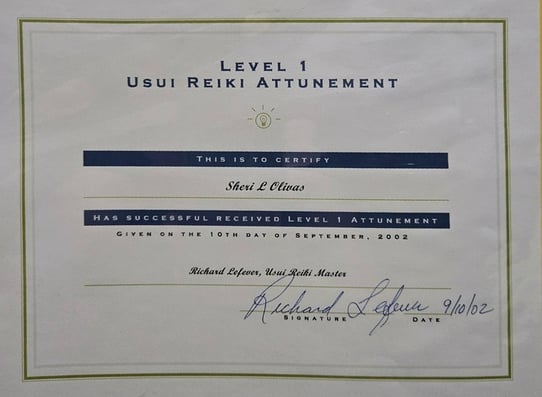 Level 1
Usui Reiki Attunement
This is to certify
Sheri L Olivas
Has successful received Level 1 Attunement
Given on the 10th day of September, 2002
Richard Lefever, Usui Reiki Master
Richard Lefever 9/10/02
Signature Date